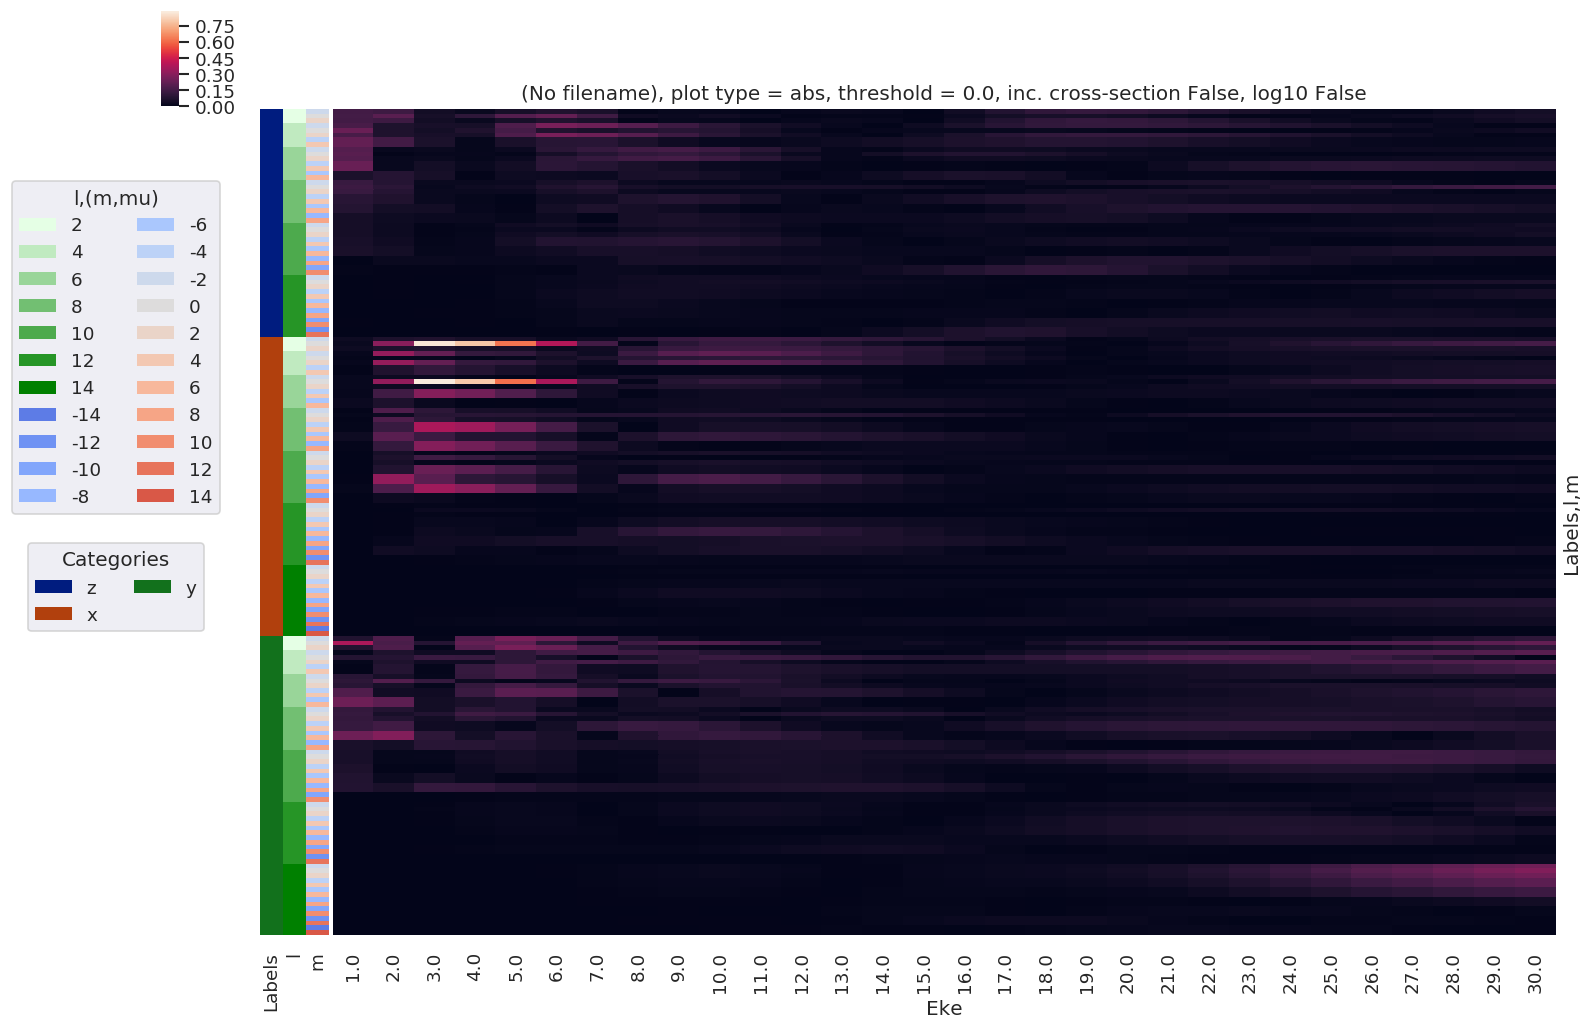 0.75
0.60
0.45
0.30
0.15
0.00
(No filename), plot type = abs, threshold = 0.0, inc. cross-section False, log10 False
l,(m,mu)
2 -6
4 -4
6 -2
8 0
10 2
12 4
14 6
-14 8
-12 10
-10 12
-8 14
Categories
z y
x
Labels,l,m
Labels l m 1.0 2.0 3.0 4.0 5.0 6.0 7.0 8.0 9.0 10.0 11.0 12.0 13.0 14.0 15.0 16.0 17.0 18.0 19.0 20.0 21.0 22.0 23.0 24.0 25.0 26.0 27.0 28.0 29.0 30.0
Eke